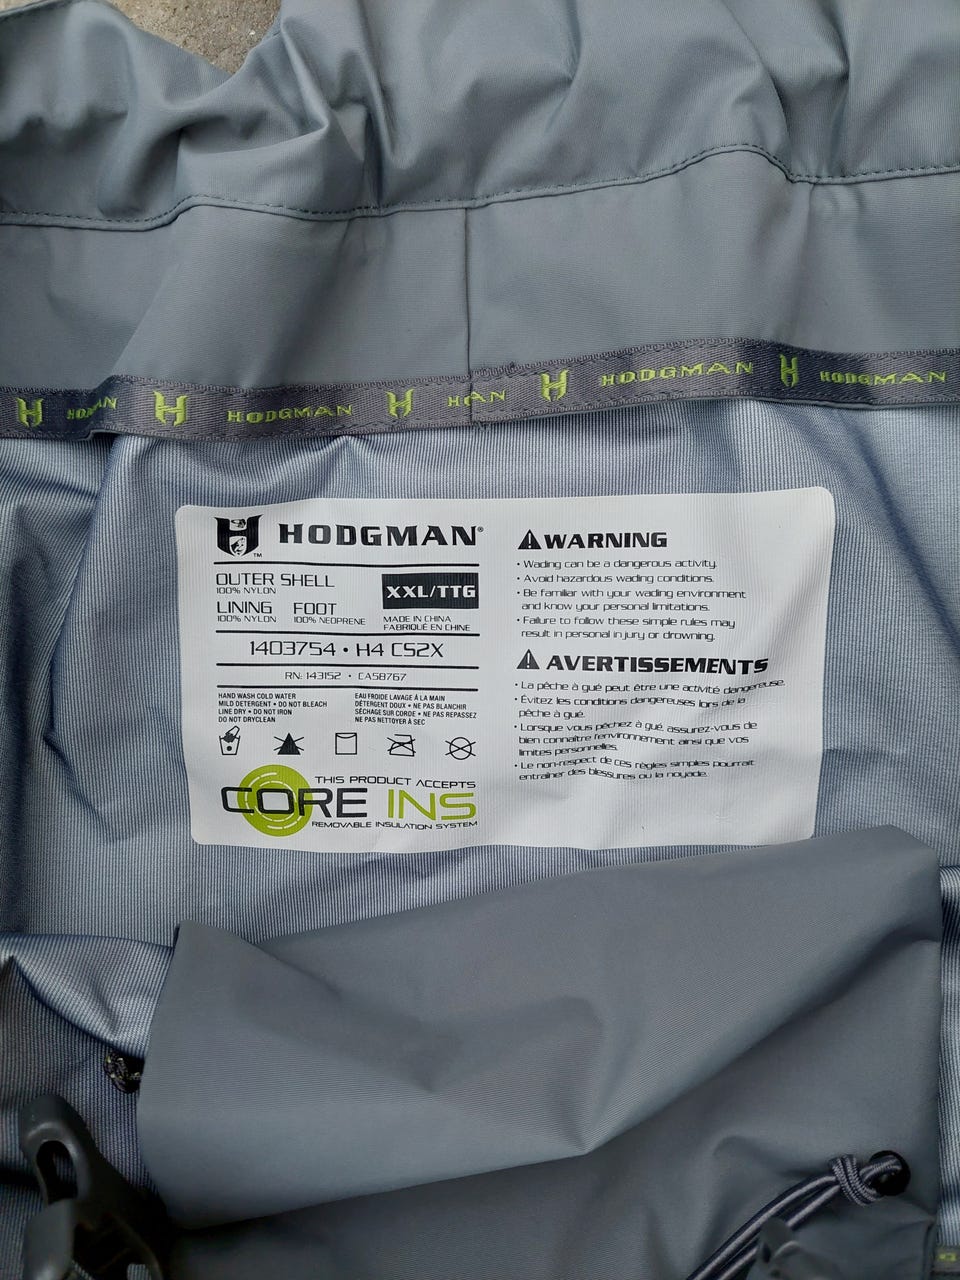 HODGMAN HODGMAN HODGMAN HODGMAN
HODGMAN®
TM
OUTER SHELL
100% NYLON
XXL/TTG
LINING FOOT
100% NYLON 100% NEOPRENE
MADE IN CHINA
FABRIQUÉ EN CHINE
1403754 • H4 CS2X
RN: 143152 • CA58767
HAND WASH COLD WATER
MILD DETERGENT • DO NOT BLEACH
LINE DRY • DO NOT IRON
DO NOT DRYCLEAN
EAU FROIDE LAVAGE À LA MAIN
DÉTERGENT DOUX • NE PAS BLANCHIR
SÉCHAGE SUR CORDE • NE PAS REPASSEZ
NE PAS NETTOYER À SEC
THIS PRODUCT ACCEPTS
CORE INS
REMOVABLE INSULATION SYSTEM
WARNING
• Wading can be a dangerous activity.
• Avoid hazardous wading conditions.
• Be familiar with your wading environment
and know your personal limitations.
• Failure to follow these simple rules may
result in personal injury or drowning.
AVERTISSEMENTS
• La pêche à gué peut être une activité dangereuse.
• Évitez les conditions dangereuses lors de la
pêche à gué.
• Lorsque vous pêchez à gué, assurez-vous de
bien connaître l'environnement ainsi que vos
limites personnelles.
• Le non-respect de ces règles simples pourrait
entraîner des blessures ou la noyade.